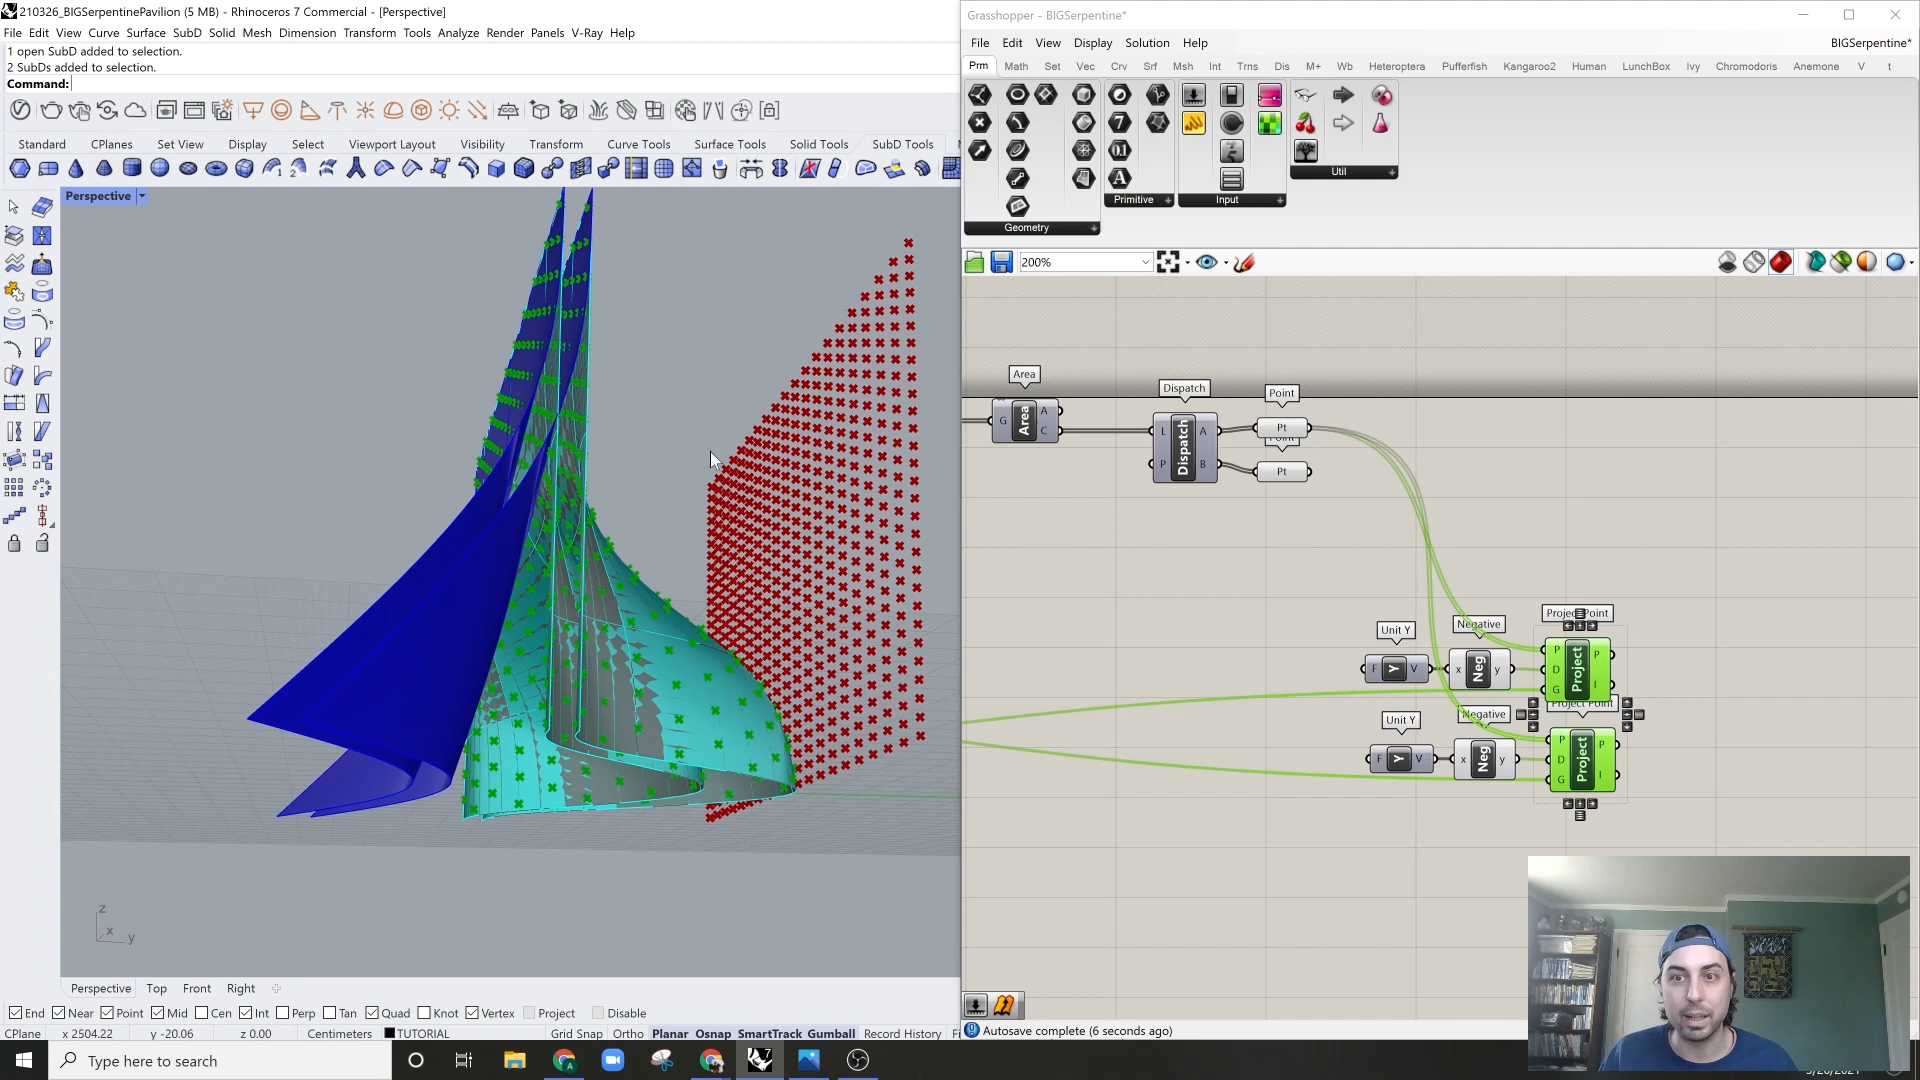 210326_BIGSerpentinePavilion (5 MB) - Rhinoceros 7 Commercial - [Perspective]
File Edit View Curve Surface SubD Solid Mesh Dimension Transform Tools Analyze Render Panels V-Ray Help
1 open SubD added to selection.
2 SubDs added to selection.
Command:
Standard CPlanes Set View Display Select Viewport Layout Visibility Transform Curve Tools Surface Tools Solid Tools SubD Tools
Perspective
z
x
y
Perspective Top Front Right
End Near Point Mid Cen Int Perp Tan Quad Knot Vertex Project Disable
CPlane x 2504.22 y -20.06 z 0.00 Centimeters TUTORIAL Grid Snap Ortho Planar Osnap SmartTrack Gumball Record History
Type here to search
Grasshopper - BIGSerpentine*
File Edit View Display Solution Help
BIGSerpentine*
Prm Math Set Vec Crv Srf Msh Int Trns Dis M+ Wb Heteroptera Pufferfish Kangaroo2 Human LunchBox Ivy Chromodoris Anemone V t
Geometry
Primitive
Input
Util
200%
Area
G Area A C
Dispatch
L P Dispatch A B
Point
Pt
Point
Pt
Unit Y
F Y V
Negative
x Neg y
Project Point
P D G Project P I
Unit Y
F Y V
Negative
x Neg y
Project Point
P D G Project P I
Autosave complete (6 seconds ago)